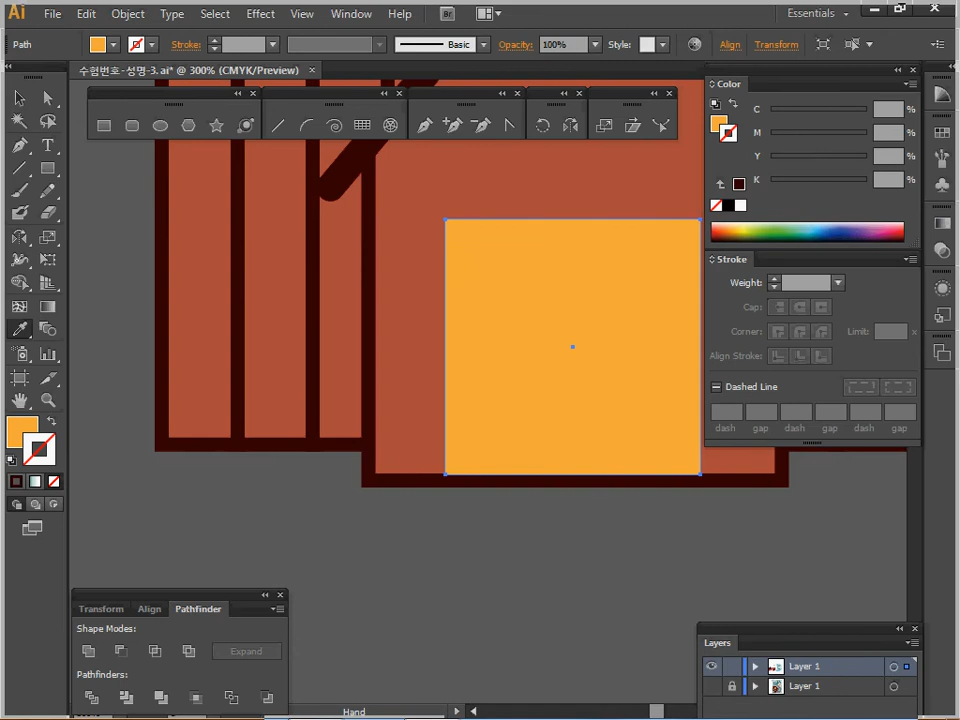 Ai File Edit Object Type Select Effect View Window Help Br Essentials
Path Stroke: Basic Opacity: 100% Style: Align Transform
수험번호-성명-3.ai* @ 300% (CMYK/Preview)
Color
C %
M %
Y %
K %
Stroke
Weight:
Cap:
Corner: Limit: x
Align Stroke:
Dashed Line
dash gap dash gap dash gap
Transform Align Pathfinder
Shape Modes:
Expand
Pathfinders:
Layers
Layer 1
Layer 1
Hand